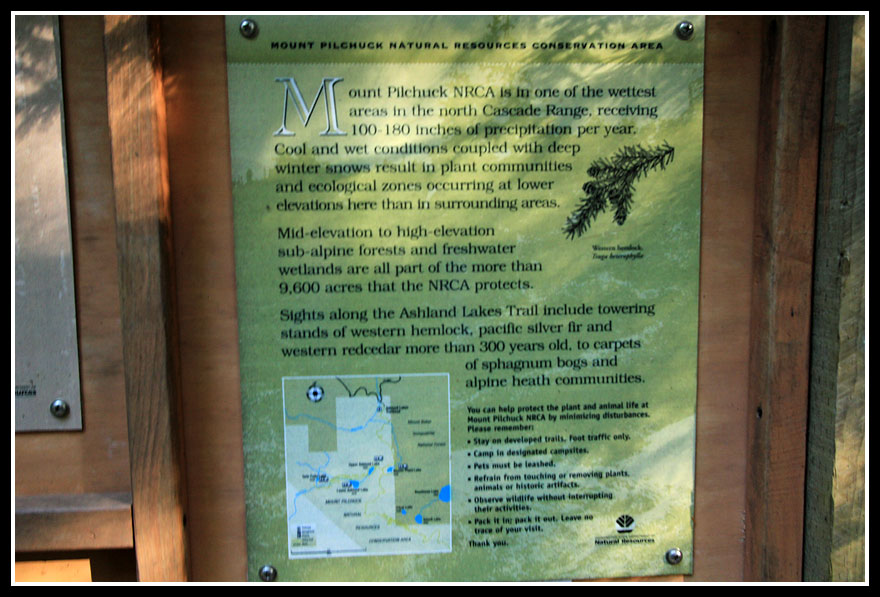 MOUNT PILCHUCK NATURAL RESOURCES CONSERVATION AREA
Mount Pilchuck NRCA is in one of the wettest
areas in the north Cascade Range, receiving
100-180 inches of precipitation per year.
Cool and wet conditions coupled with deep
winter snows result in plant communities
and ecological zones occurring at lower
elevations here than in surrounding areas.
Western hemlock,
Tsuga heterophylla
Mid-elevation to high-elevation
sub-alpine forests and freshwater
wetlands are all part of the more than
9,600 acres that the NRCA protects.
Sights along the Ashland Lakes Trail include towering
stands of western hemlock, pacific silver fir and
western redcedar more than 300 years old, to carpets
of sphagnum bogs and
alpine heath communities.
MOUNT PILCHUCK
NATURAL
RESOURCES
CONSERVATION AREA
You can help protect the plant and animal life at
Mount Pilchuck NRCA by minimizing disturbances.
Please remember:
• Stay on developed trails, foot traffic only.
• Camp in designated campsites.
• Pets must be leashed.
• Refrain from touching or removing plants,
animals or historic artifacts.
• Observe wildlife without interrupting
their activities.
• Pack it in; pack it out. Leave no
trace of your visit.
Thank you.
Natural Resources